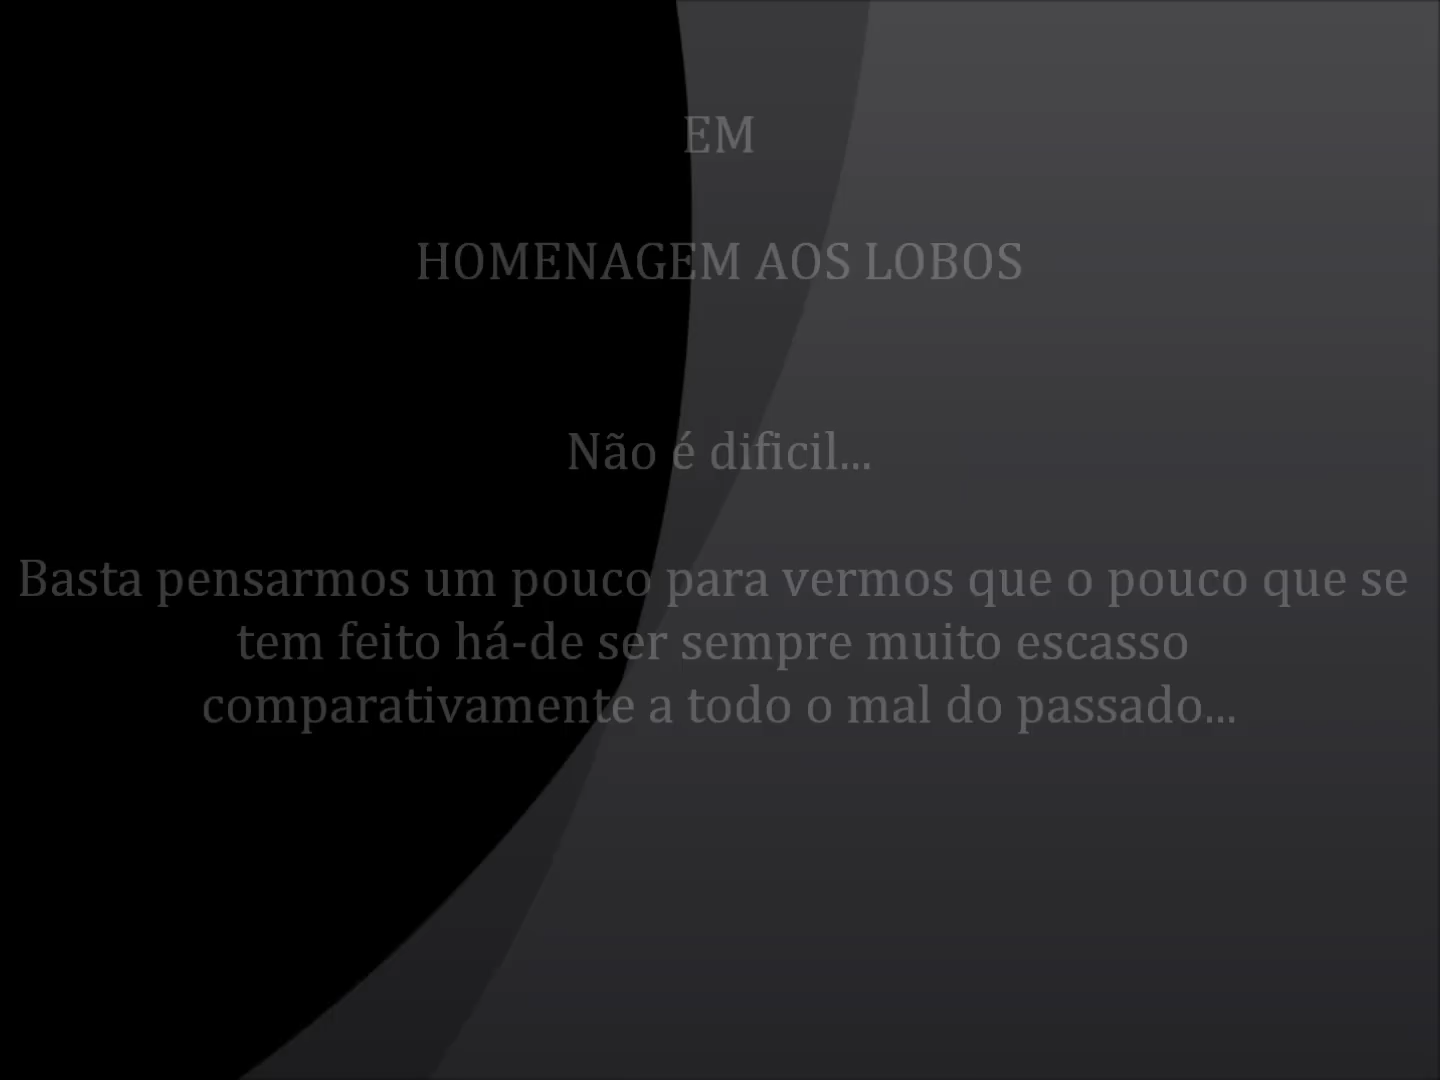 EM
HOMENAGEM AOS LOBOS
Não é dificil...
Basta pensarmos um pouco para vermos que o pouco que se
tem feito há-de ser sempre muito escasso
comparativamente a todo o mal do passado...